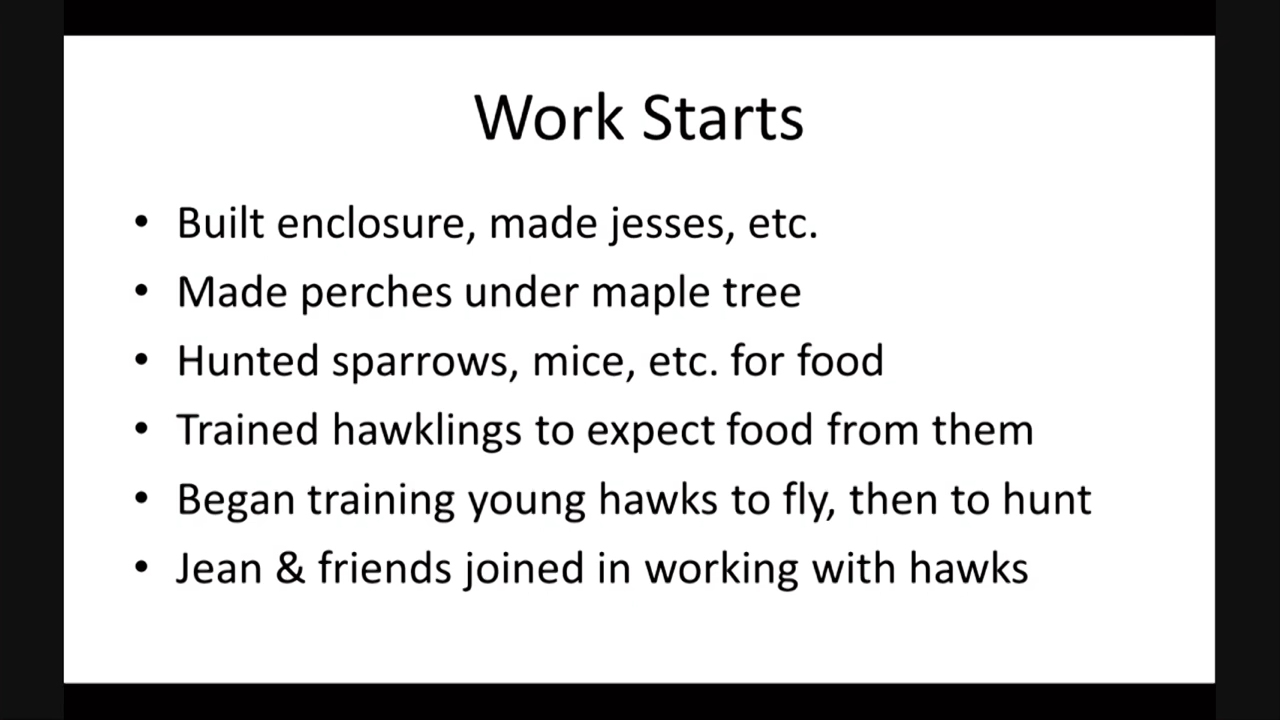 Work Starts
• Built enclosure, made jesses, etc.
• Made perches under maple tree
• Hunted sparrows, mice, etc. for food
• Trained hawklings to expect food from them
• Began training young hawks to fly, then to hunt
• Jean & friends joined in working with hawks